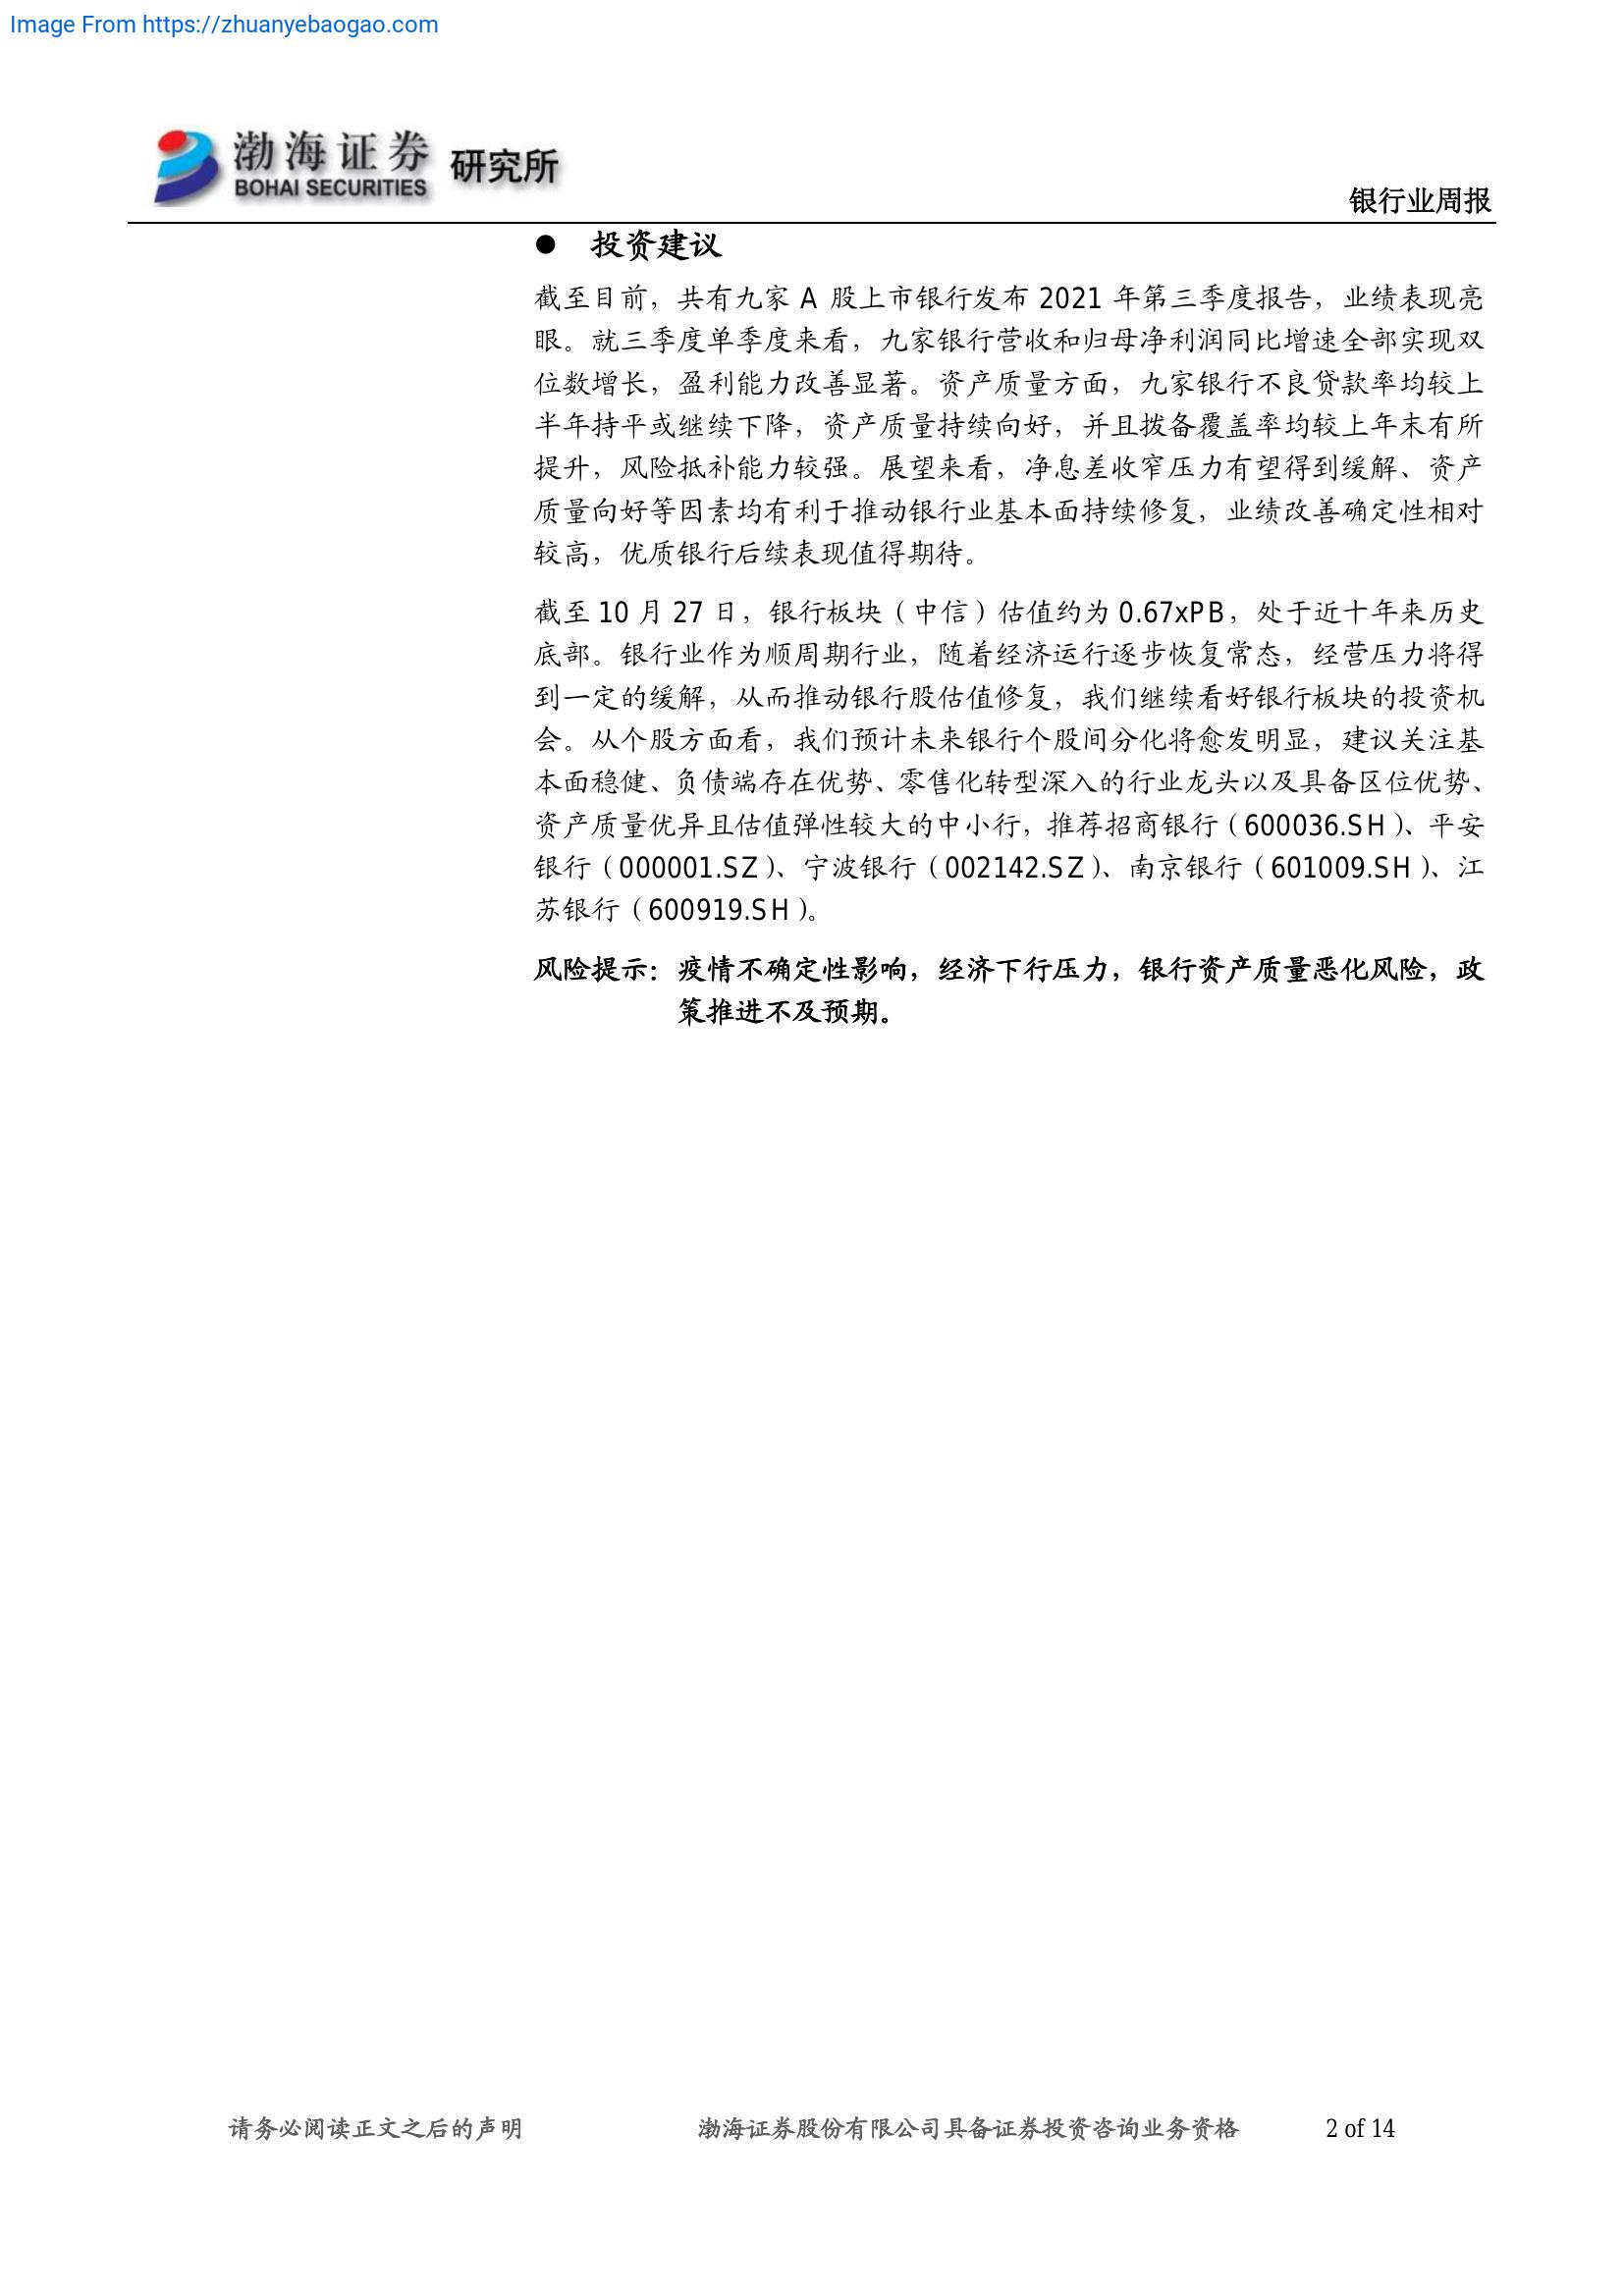 Image From https://zhuanyebaogao.com
渤海证券 研究所
BOHAI SECURITIES
银行业周报
● 投资建议
截至目前，共有九家 A 股上市银行发布 2021 年第三季度报告，业绩表现亮
眼。就三季度单季度来看，九家银行营收和归母净利润同比增速全部实现双
位数增长，盈利能力改善显著。资产质量方面，九家银行不良贷款率均较上
半年持平或继续下降，资产质量持续向好，并且拨备覆盖率均较上年末有所
提升，风险抵补能力较强。展望来看，净息差收窄压力有望得到缓解、资产
质量向好等因素均有利于推动银行业基本面持续修复，业绩改善确定性相对
较高，优质银行后续表现值得期待。
截至 10 月 27 日，银行板块（中信）估值约为 0.67xPB，处于近十年来历史
底部。银行业作为顺周期行业，随着经济运行逐步恢复常态，经营压力将得
到一定的缓解，从而推动银行股估值修复，我们继续看好银行板块的投资机
会。从个股方面看，我们预计未来银行个股间分化将愈发明显，建议关注基
本面稳健、负债端存在优势、零售化转型深入的行业龙头以及具备区位优势、
资产质量优异且估值弹性较大的中小行，推荐招商银行（600036.SH）、平安
银行（000001.SZ）、宁波银行（002142.SZ）、南京银行（601009.SH）、江
苏银行（600919.SH）。
风险提示：疫情不确定性影响，经济下行压力，银行资产质量恶化风险，政
策推进不及预期。
请务必阅读正文之后的声明 渤海证券股份有限公司具备证券投资咨询业务资格 2 of 14